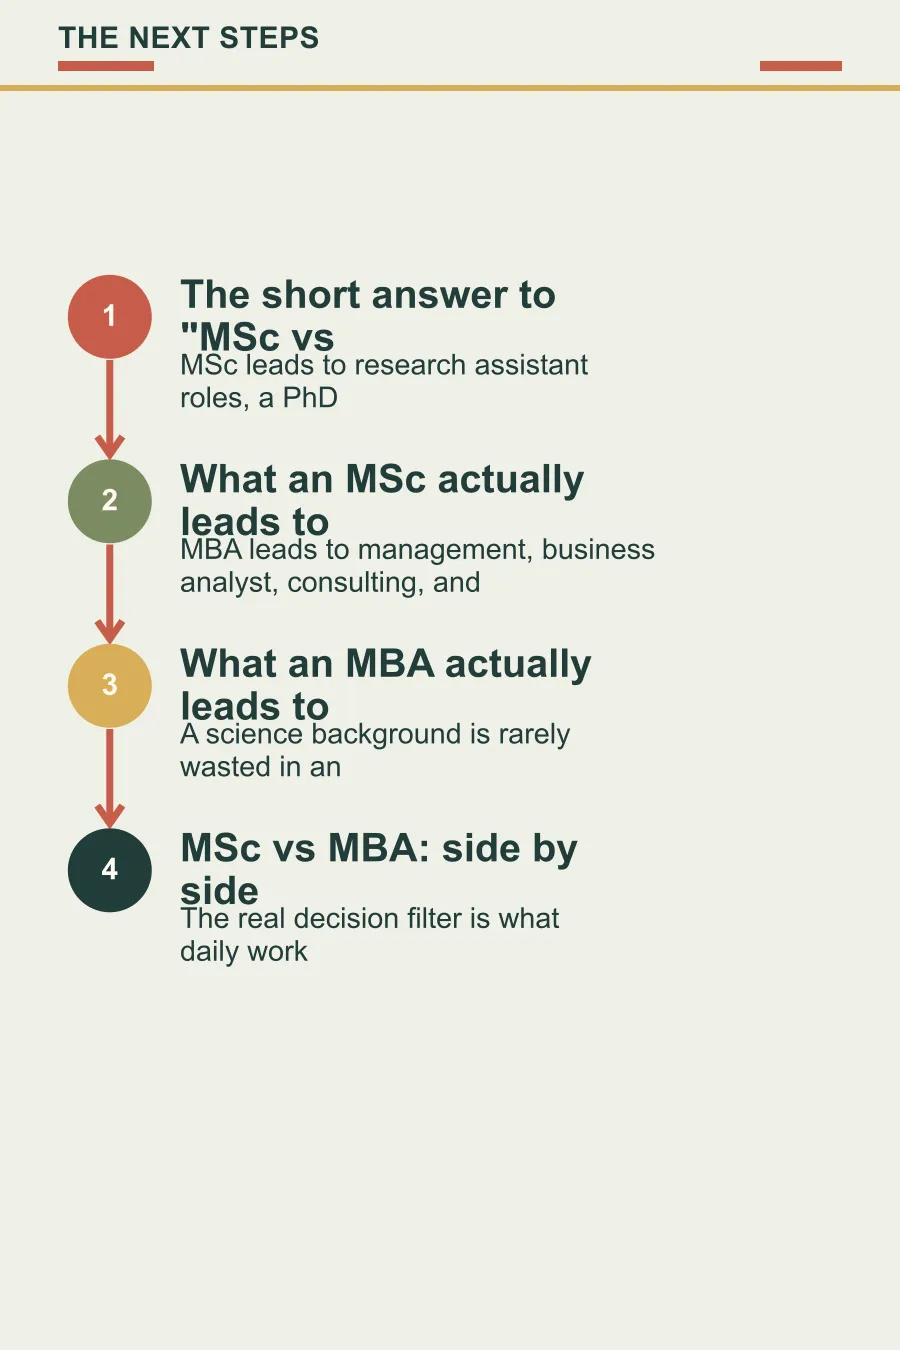 THE NEXT STEPS
1
The short answer to
"MSc vs
MSc leads to research assistant
roles, a PhD
2
What an MSc actually
leads to
MBA leads to management, business
analyst, consulting, and
3
What an MBA actually
leads to
A science background is rarely
wasted in an
4
MSc vs MBA: side by
side
The real decision filter is what
daily work